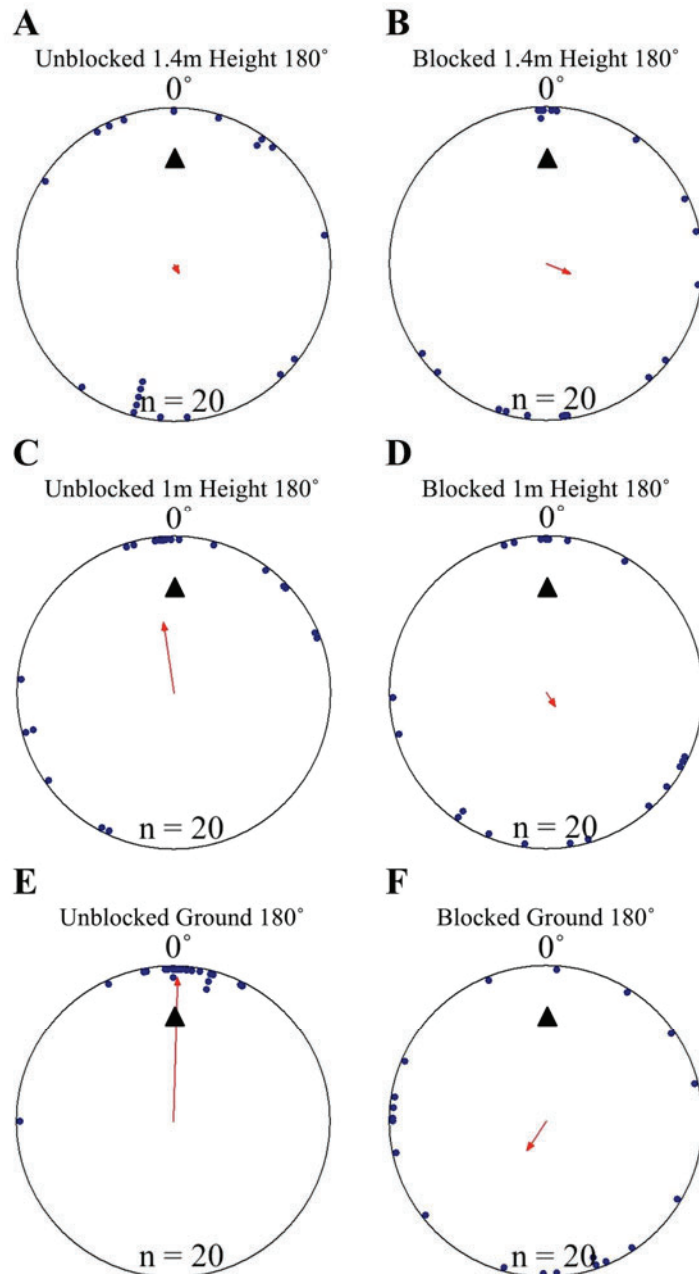 A
Unblocked 1.4m Height 180˚
0˚
n = 20
B
Blocked 1.4m Height 180˚
0˚
n = 20
C
Unblocked 1m Height 180˚
0˚
n = 20
D
Blocked 1m Height 180˚
0˚
n = 20
E
Unblocked Ground 180˚
0˚
n = 20
F
Blocked Ground 180˚
0˚
n = 20